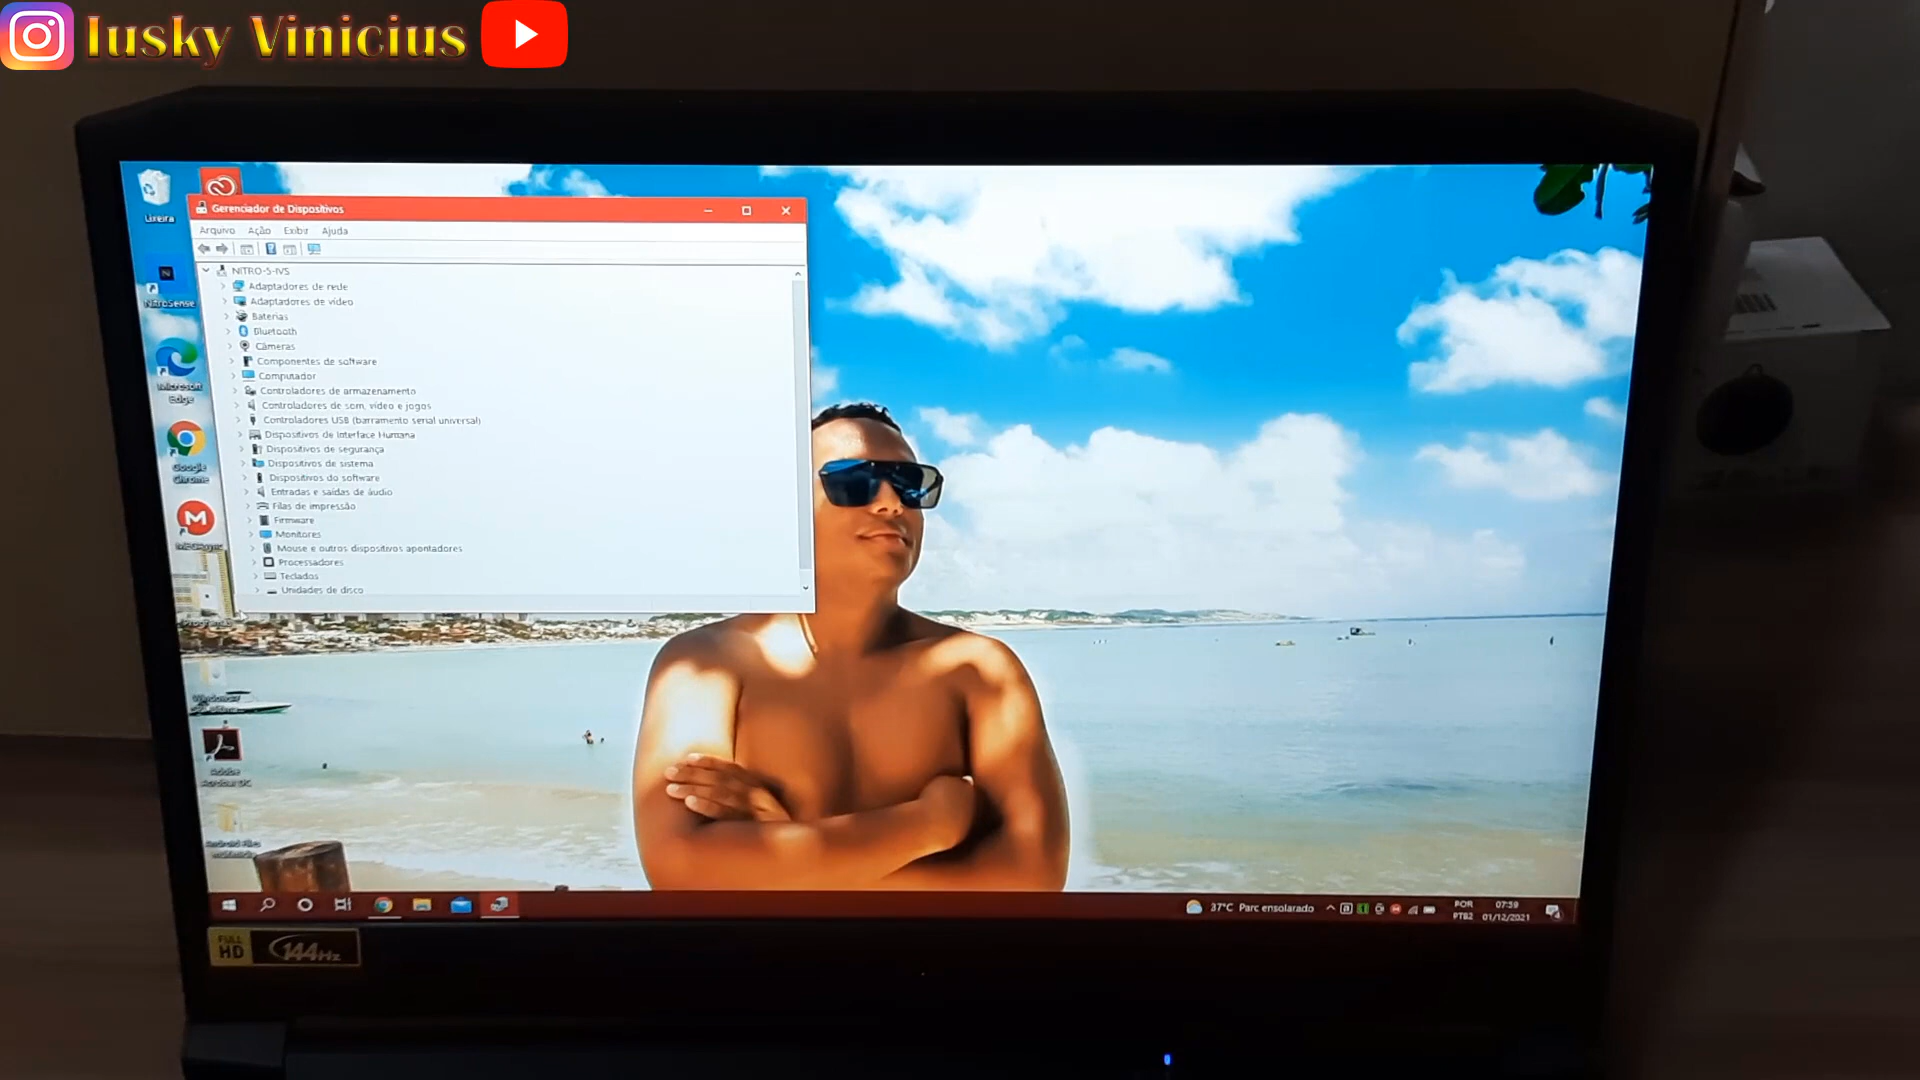 Iusky Vinicius
Lixeira
Gerenciador de Dispositivos
Arquivo Ação Exibir Ajuda
NITRO-5-IVS
Adaptadores de rede
Adaptadores de vídeo
Baterias
Bluetooth
Câmeras
Componentes de software
Computador
Controladores de armazenamento
Controladores de som, vídeo e jogos
Controladores USB (barramento serial universal)
Dispositivos de Interface Humana
Dispositivos de segurança
Dispositivos de sistema
Dispositivos do software
Entradas e saídas de áudio
Filas de impressão
Firmware
Monitores
Mouse e outros dispositivos apontadores
Processadores
Teclados
Unidades de disco
NitroSense
Microsoft
Edge
Google
Chrome
Adobe
Acrobat DC
37°C Parc ensolarado
POR
PTB2
07:59
01/12/2021
FULL
HD
144Hz